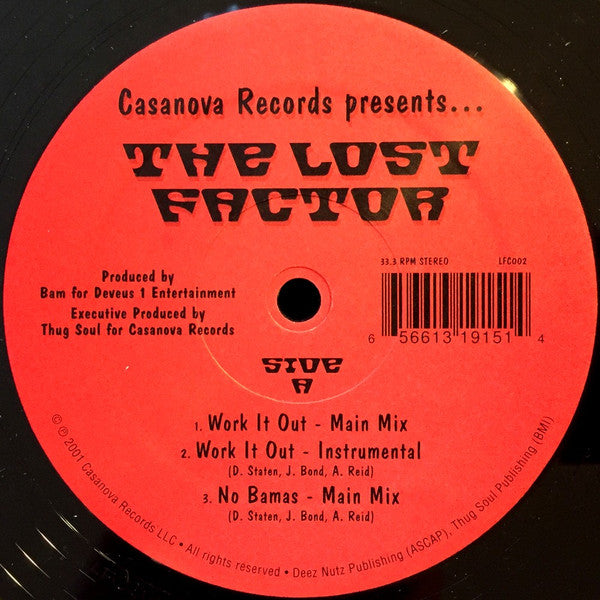 Casanova Records presents...
THE LOST
FACTOR
33.3 RPM STEREO LFC002
Produced by
Bam for Deveus 1 Entertainment
Executive Produced by
Thug Soul for Casanova Records
6 56613 19151 4
SIDE
A
1. Work It Out - Main Mix
2. Work It Out - Instrumental
(D. Staten, J. Bond, A. Reid)
3. No Bamas - Main Mix
(D. Staten, J. Bond, A. Reid)
© ℗ 2001 Casanova Records LLC • All rights reserved • Deez Nutz Publishing (ASCAP), Thug Soul Publishing (BMI)